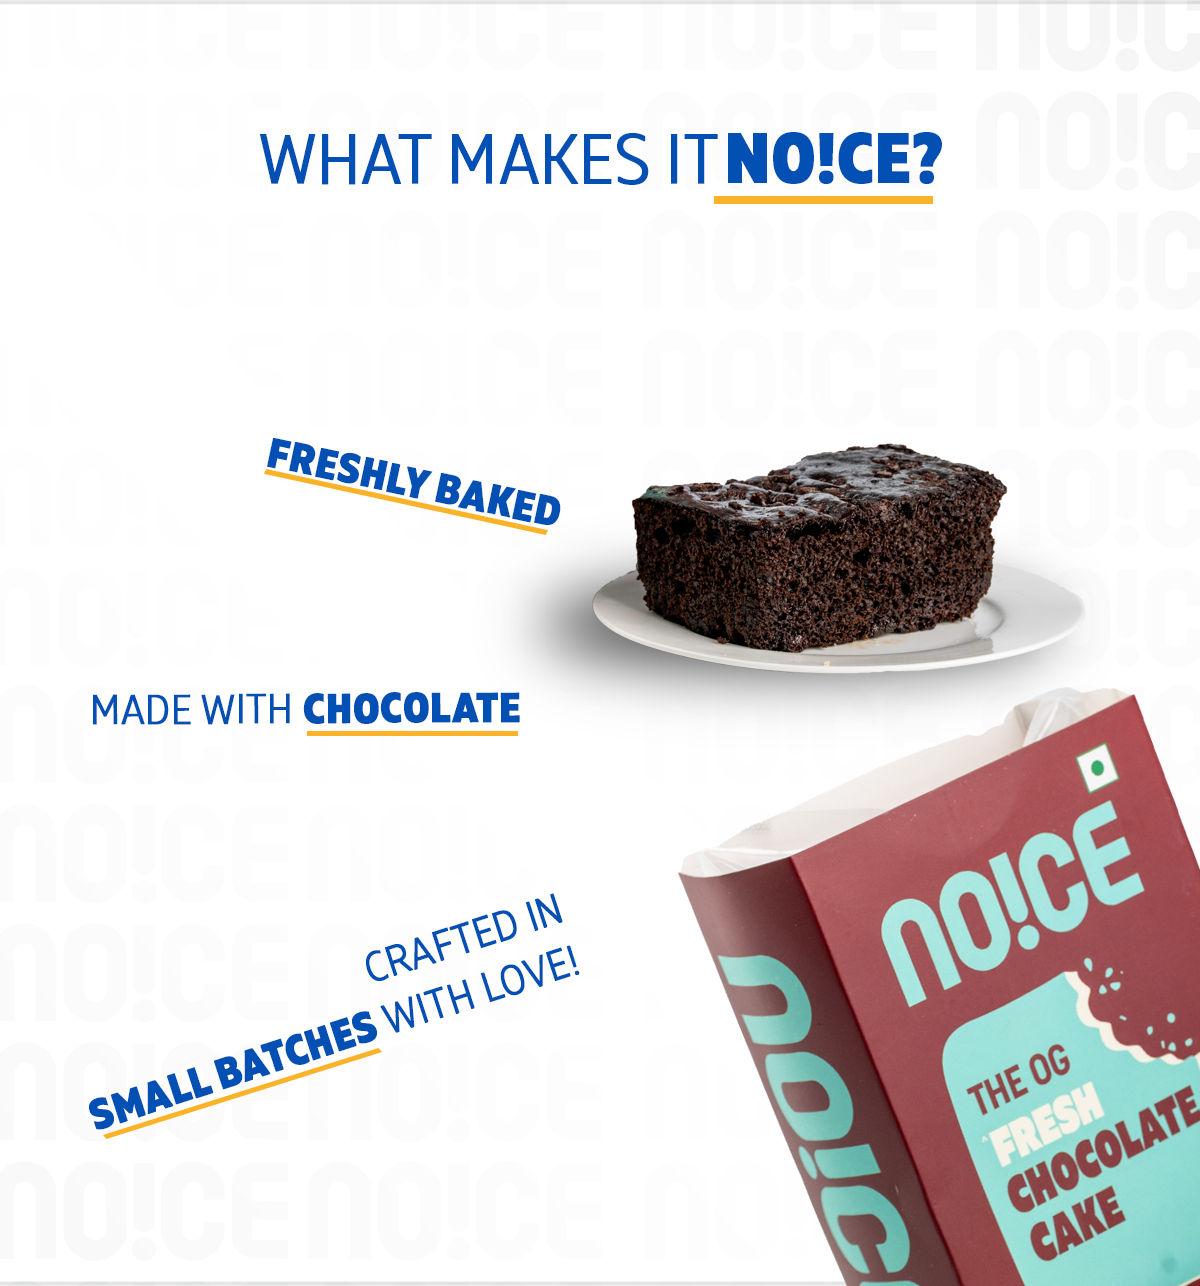 WHAT MAKES IT NO!CE?
FRESHLY BAKED
MADE WITH CHOCOLATE
CRAFTED IN
SMALL BATCHES WITH LOVE!
NO!CE
THE OG
^FRESH
CHOCOLATE
CAKE
NO!C